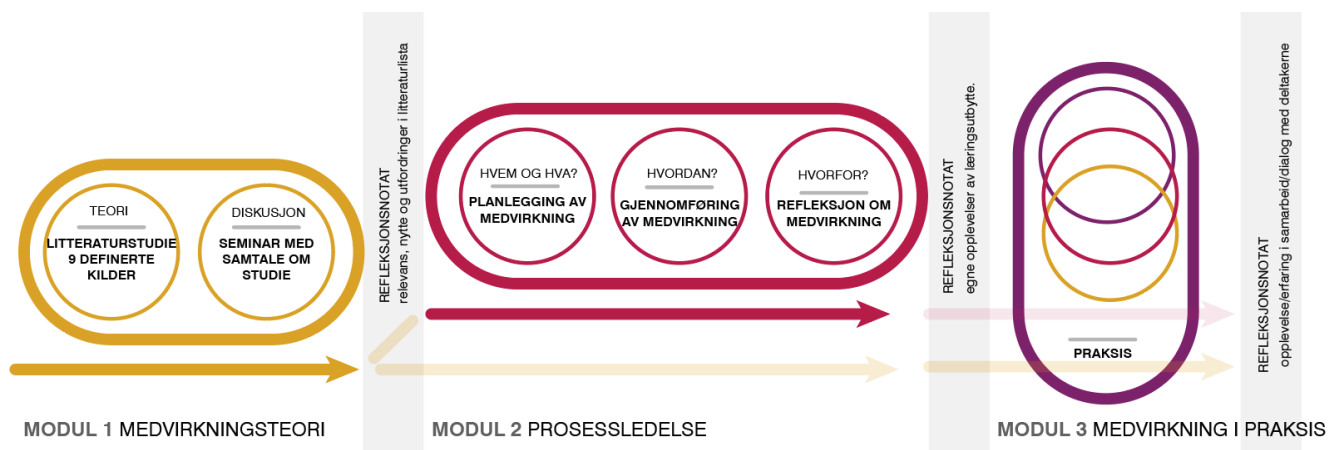 TEORI
LITTERATURSTUDIE
9 DEFINERTE
KILDER
DISKUSJON
SEMINAR MED
SAMTALE OM
STUDIE
MODUL 1 MEDVIRKNINGSTEORI
REFLEKSJONSNOTAT
relevans, nytte og utfordringer i litteraturlista
HVEM OG HVA?
PLANLEGGING AV
MEDVIRKNING
HVORDAN?
GJENNOMFØRING
AV MEDVIRKNING
HVORFOR?
REFLEKSJON OM
MEDVIRKNING
MODUL 2 PROSESSLEDELSE
REFLEKSJONSNOTAT
egne opplevelser av læringsutbytte.
PRAKSIS
MODUL 3 MEDVIRKNING I PRAKSIS
REFLEKSJONSNOTAT
opplevelse/erfaring i samarbeid/dialog med deltakerne